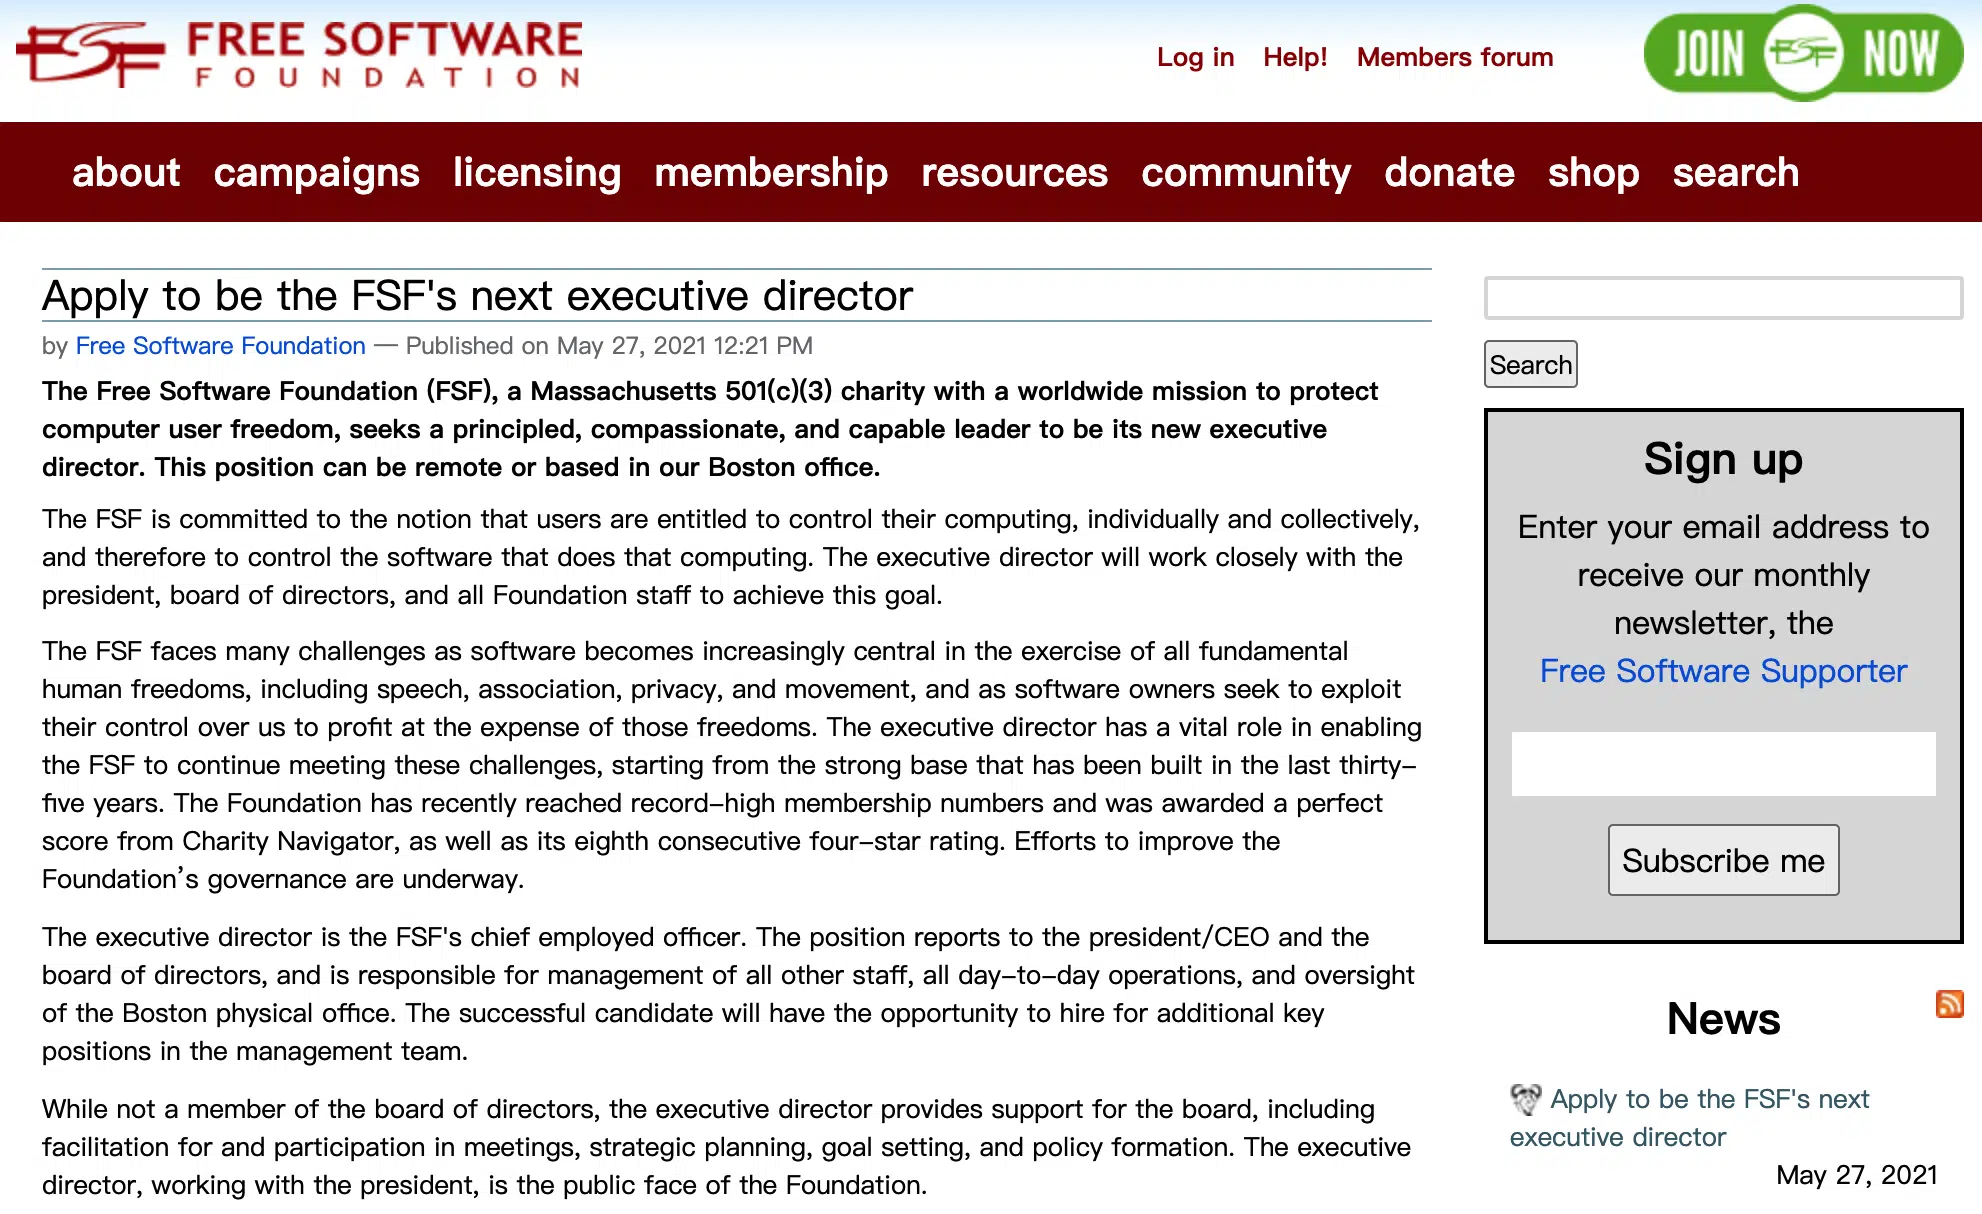 FREE SOFTWARE
FOUNDATION
Log in Help! Members forum
JOIN NOW
about campaigns licensing membership resources community donate shop search
Apply to be the FSF's next executive director
by Free Software Foundation — Published on May 27, 2021 12:21 PM
The Free Software Foundation (FSF), a Massachusetts 501(c)(3) charity with a worldwide mission to protect
computer user freedom, seeks a principled, compassionate, and capable leader to be its new executive
director. This position can be remote or based in our Boston office.
The FSF is committed to the notion that users are entitled to control their computing, individually and collectively,
and therefore to control the software that does that computing. The executive director will work closely with the
president, board of directors, and all Foundation staff to achieve this goal.
The FSF faces many challenges as software becomes increasingly central in the exercise of all fundamental
human freedoms, including speech, association, privacy, and movement, and as software owners seek to exploit
their control over us to profit at the expense of those freedoms. The executive director has a vital role in enabling
the FSF to continue meeting these challenges, starting from the strong base that has been built in the last thirty-
five years. The Foundation has recently reached record-high membership numbers and was awarded a perfect
score from Charity Navigator, as well as its eighth consecutive four-star rating. Efforts to improve the
Foundation’s governance are underway.
The executive director is the FSF's chief employed officer. The position reports to the president/CEO and the
board of directors, and is responsible for management of all other staff, all day-to-day operations, and oversight
of the Boston physical office. The successful candidate will have the opportunity to hire for additional key
positions in the management team.
While not a member of the board of directors, the executive director provides support for the board, including
facilitation for and participation in meetings, strategic planning, goal setting, and policy formation. The executive
director, working with the president, is the public face of the Foundation.
Search
Sign up
Enter your email address to
receive our monthly
newsletter, the
Free Software Supporter
Subscribe me
News
Apply to be the FSF's next
executive director
May 27, 2021